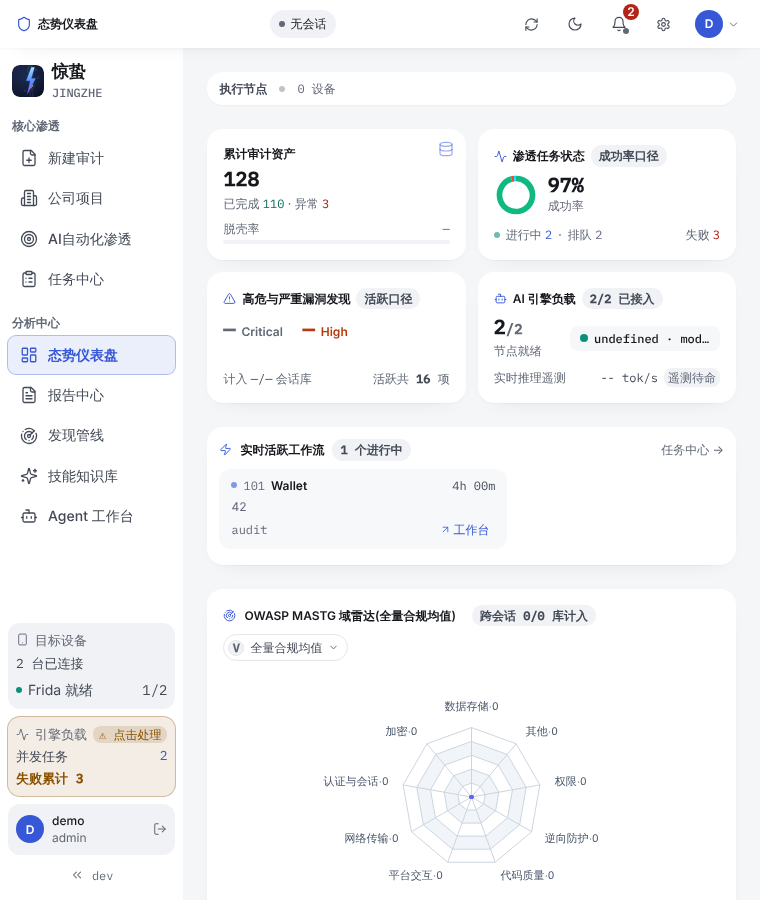 态势仪表盘
无会话
2
D
惊蛰
JINGZHE
核心渗透
新建审计
公司项目
AI自动化渗透
任务中心
分析中心
态势仪表盘
报告中心
发现管线
技能知识库
Agent 工作台
目标设备
2 台已连接
Frida 就绪 1/2
引擎负载 ⚠ 点击处理
并发任务 2
失败累计 3
D
demo
admin
dev
执行节点 0 设备
累计审计资产
128
已完成 110 · 异常 3
脱壳率 —
渗透任务状态 成功率口径
97%
成功率
进行中 2 · 排队 2 失败 3
高危与严重漏洞发现 活跃口径
Critical High
计入 —/— 会话库 活跃共 16 项
AI 引擎负载 2/2 已接入
2/2
节点就绪
undefined · mod…
实时推理遥测 -- tok/s 遥测待命
实时活跃工作流 1 个进行中 任务中心 →
101 Wallet 4h 00m
42
audit 工作台
OWASP MASTG 域雷达(全量合规均值) 跨会话 0/0 库计入
V 全量合规均值
数据存储·0
加密·0 其他·0
认证与会话·0 权限·0
网络传输·0 逆向防护·0
平台交互·0 代码质量·0